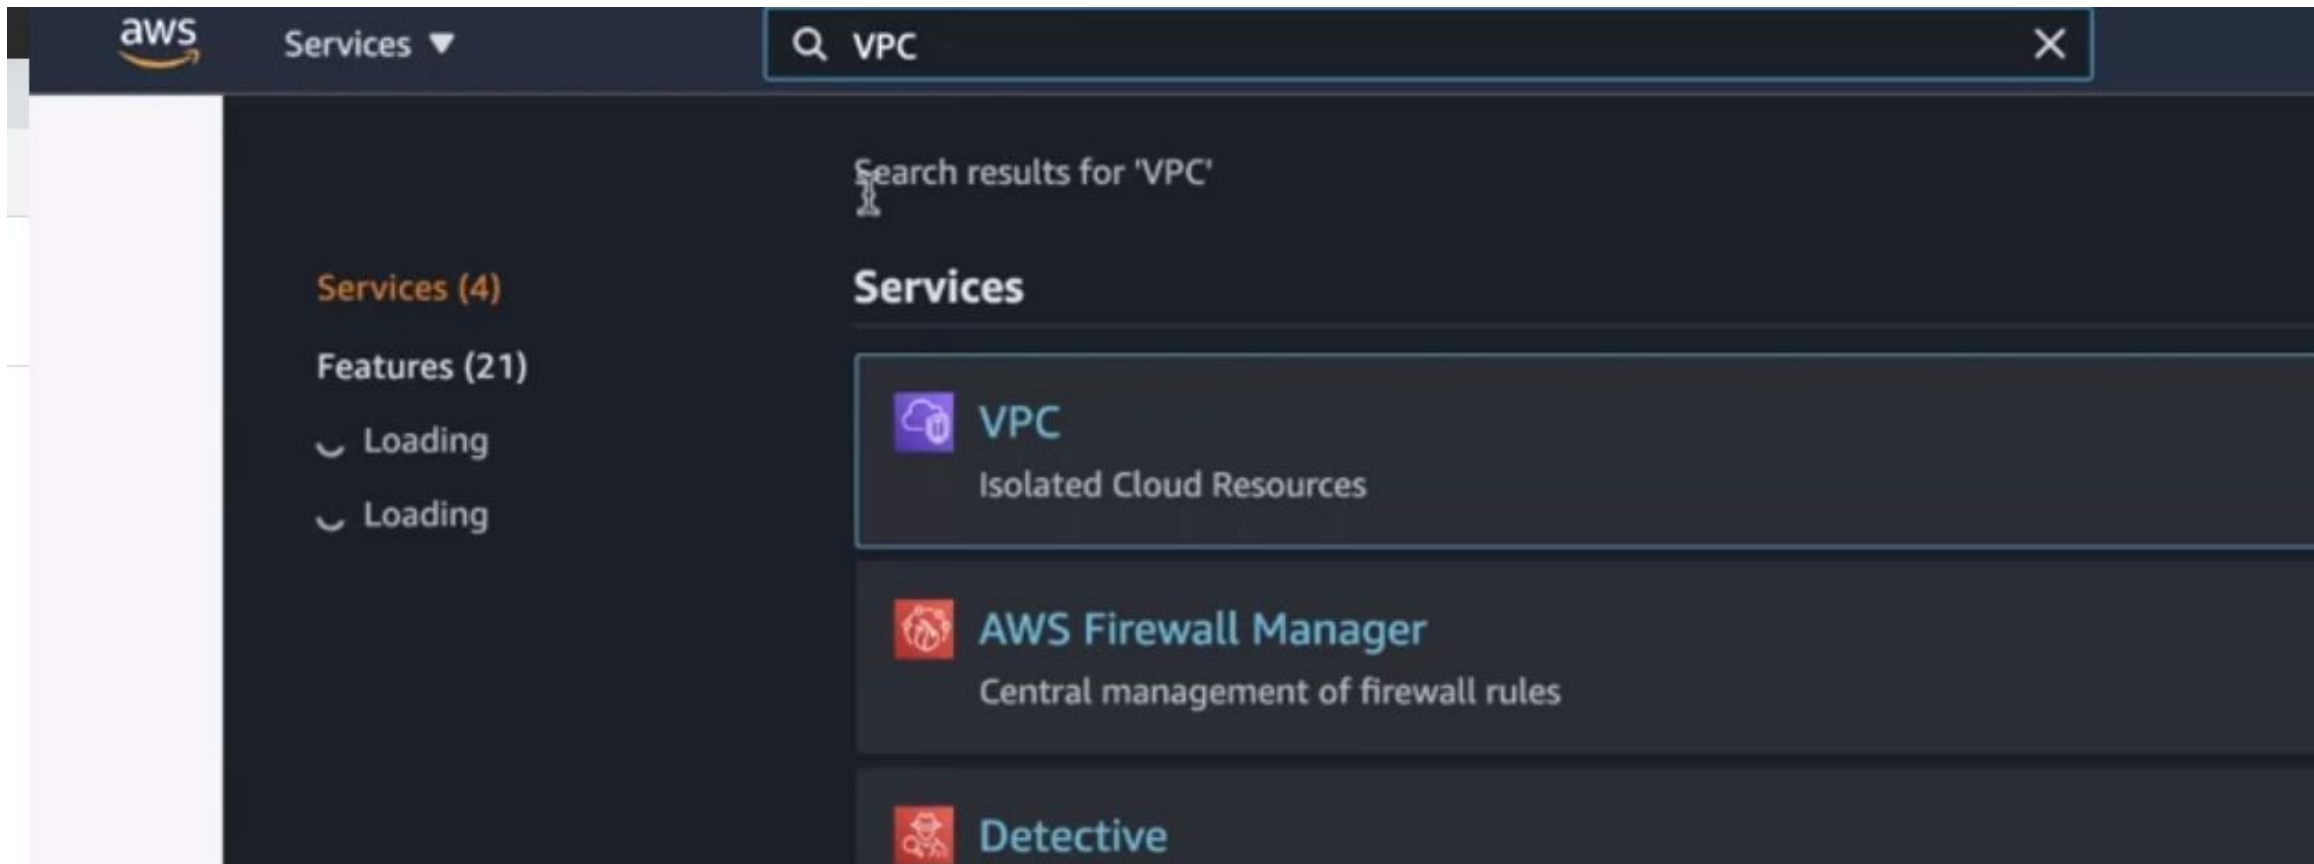 aws Services ▼ VPC
Search results for 'VPC'
Services (4)
Features (21)
Loading
Loading
Services
VPC
Isolated Cloud Resources
AWS Firewall Manager
Central management of firewall rules
Detective